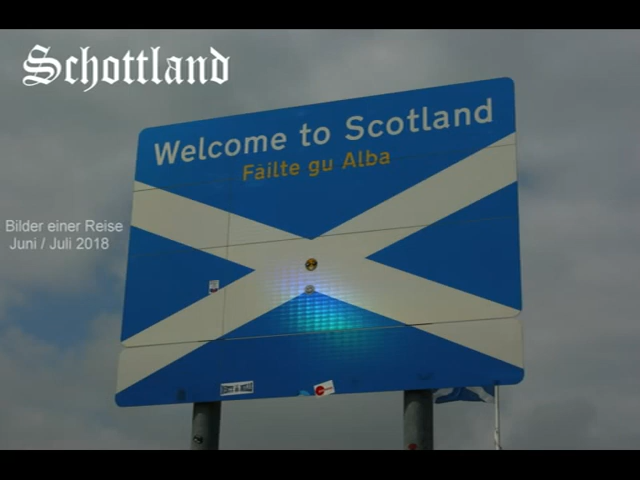 Schottland
Welcome to Scotland
Fàilte gu Alba
Bilder einer Reise
Juni / Juli 2018